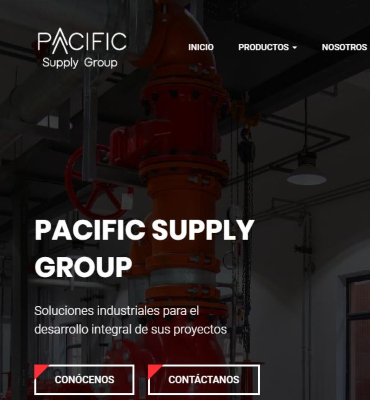 PACIFIC
Supply Group
INICIO PRODUCTOS NOSOTROS
PACIFIC SUPPLY
GROUP
Soluciones industriales para el
desarrollo integral de sus proyectos
CONÓCENOS CONTÁCTANOS